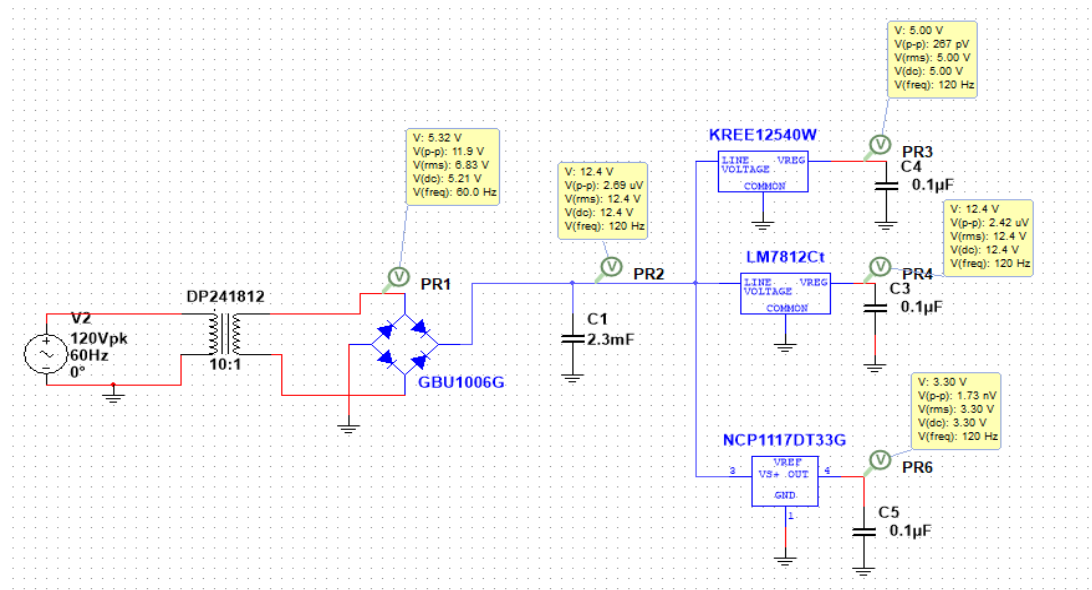 V: 5.00 V
V(p-p): 267 pV
V(rms): 5.00 V
V(dc): 5.00 V
V(freq): 120 Hz
KREE12540W
LINE VREG
VOLTAGE
COMMON
PR3
C4
0.1µF
V: 5.32 V
V(p-p): 11.9 V
V(rms): 6.83 V
V(dc): 5.21 V
V(freq): 60.0 Hz
PR1
V: 12.4 V
V(p-p): 2.69 uV
V(rms): 12.4 V
V(dc): 12.4 V
V(freq): 120 Hz
PR2
V: 12.4 V
V(p-p): 2.42 uV
V(rms): 12.4 V
V(dc): 12.4 V
V(freq): 120 Hz
LM7812Ct
LINE VREG
VOLTAGE
COMMON
PR4
C3
0.1µF
DP241812
10:1
V2
120Vpk
60Hz
0°
GBU1006G
C1
2.3mF
V: 3.30 V
V(p-p): 1.73 nV
V(rms): 3.30 V
V(dc): 3.30 V
V(freq): 120 Hz
NCP1117DT33G
VREF
3 VS+ OUT 4
GND
1
PR6
C5
0.1µF